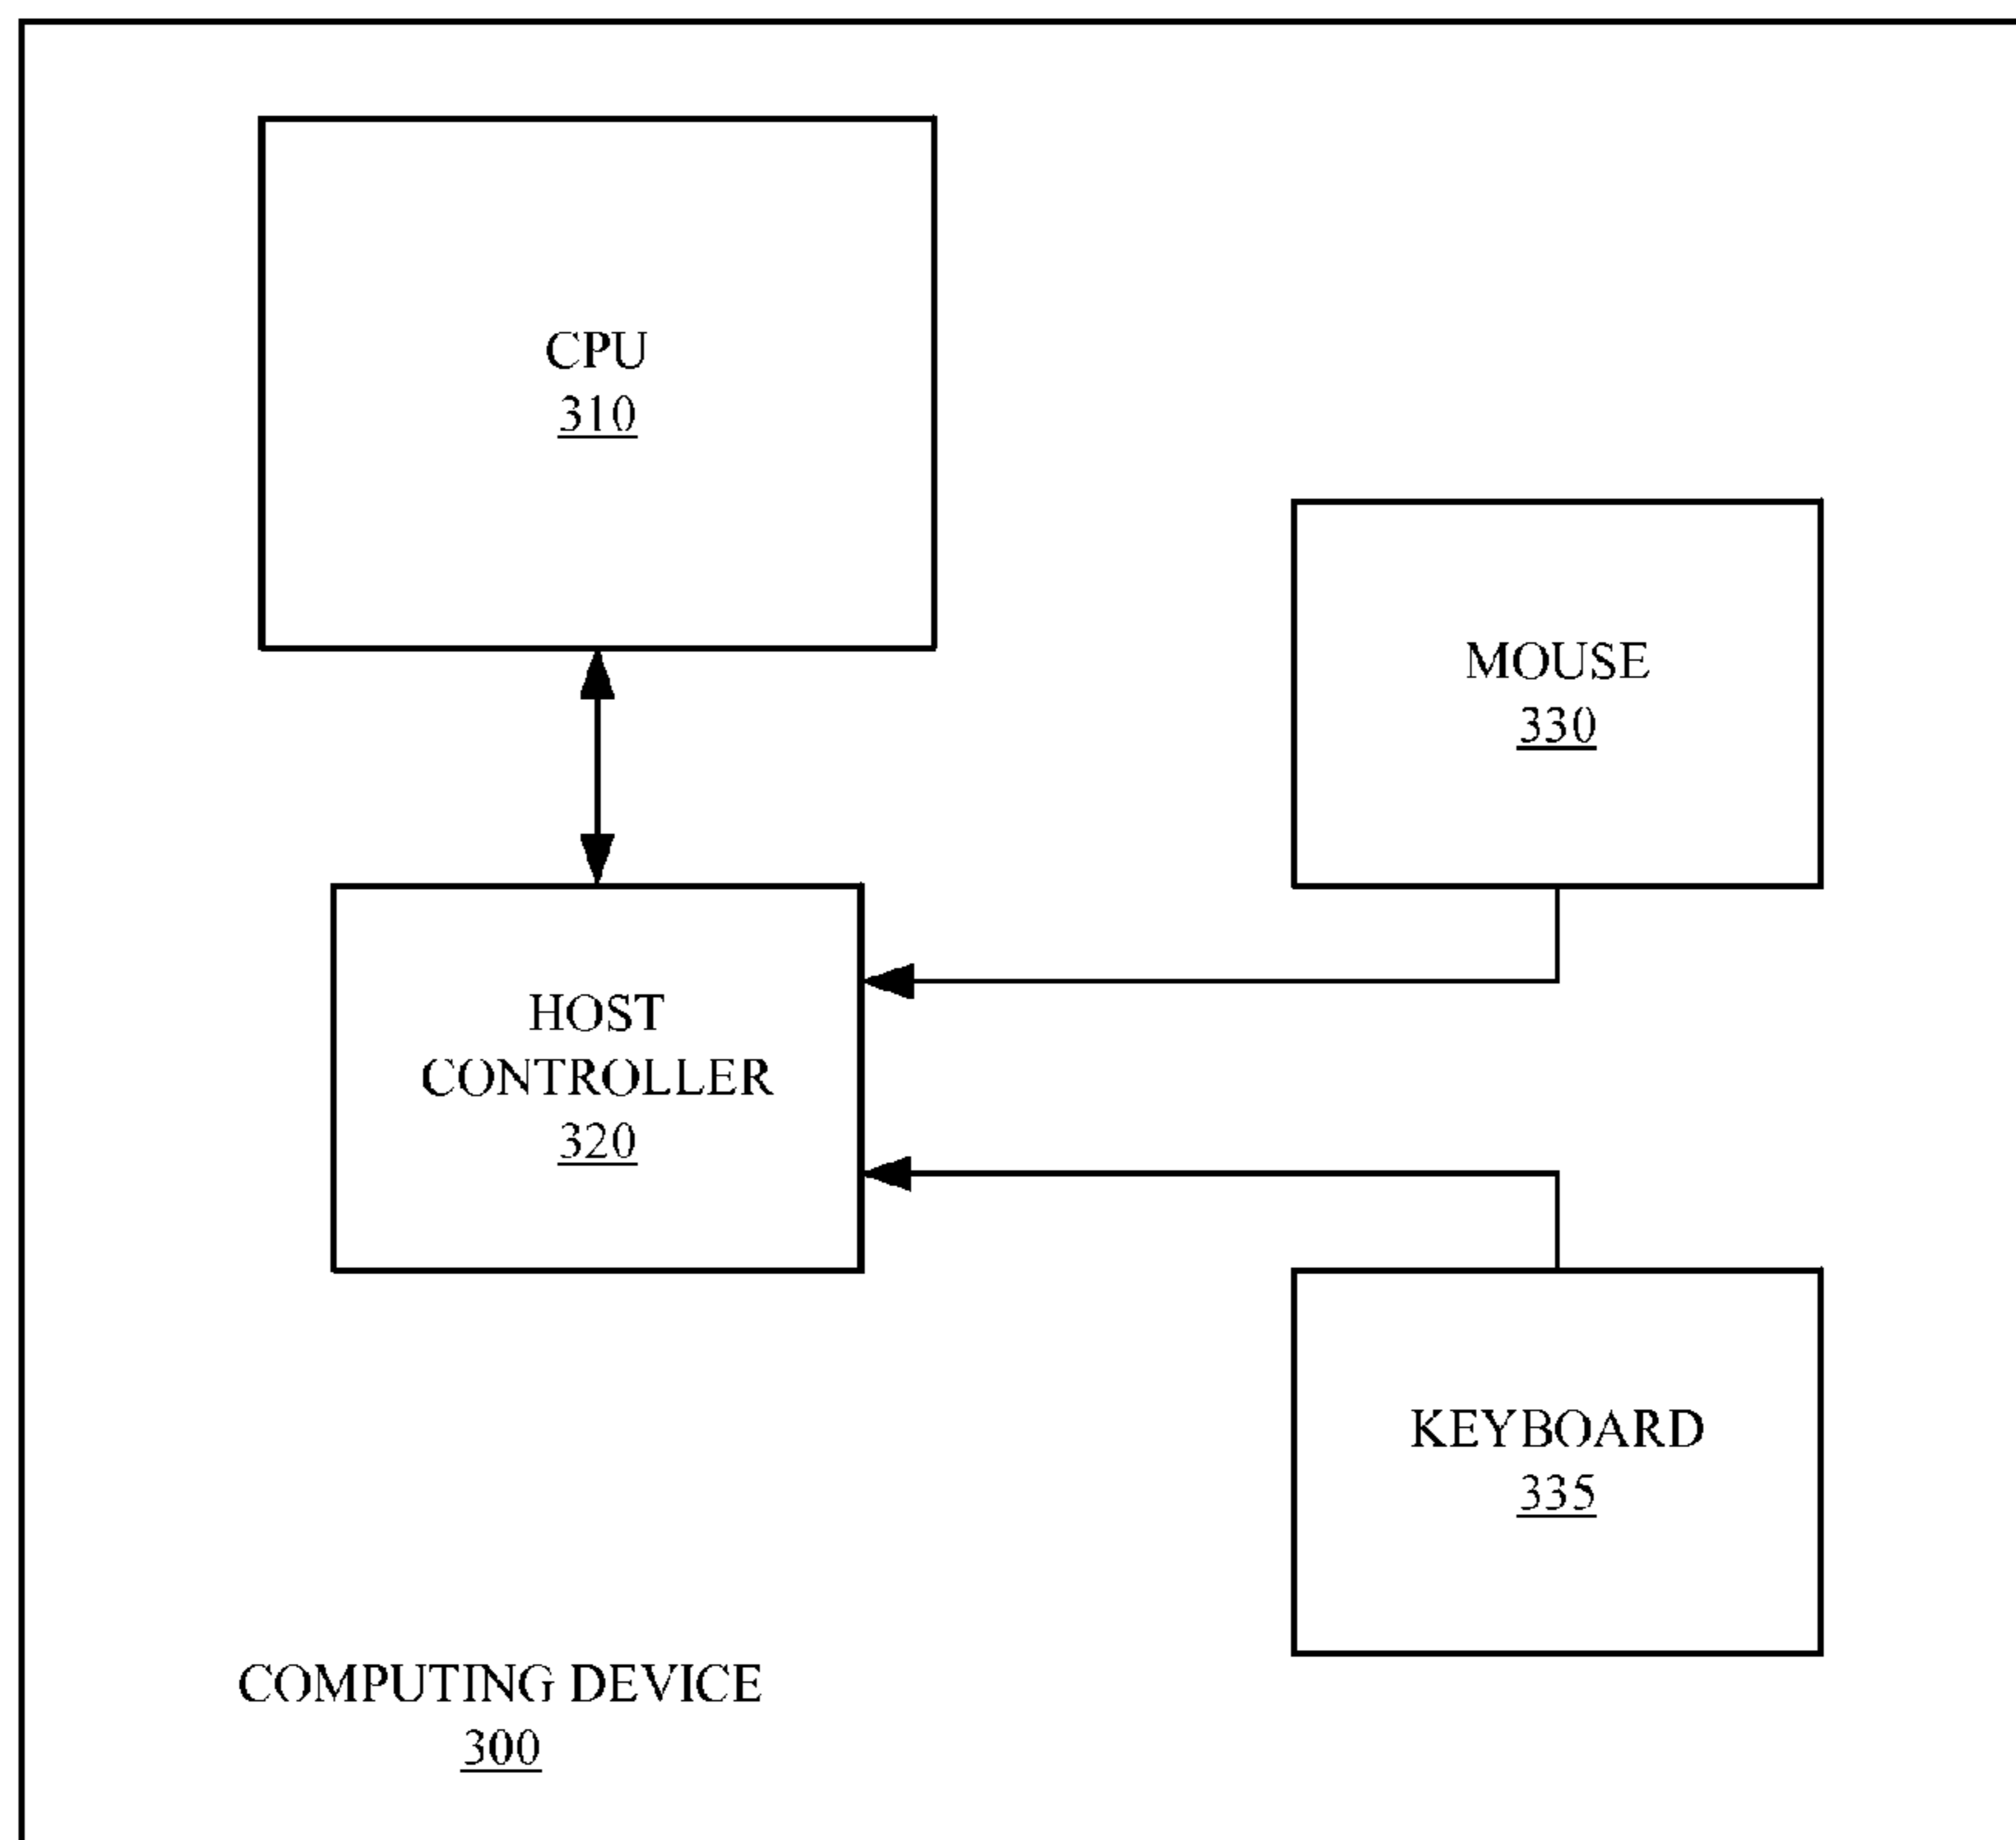 CPU
310
MOUSE
330
HOST
CONTROLLER
320
KEYBOARD
335
COMPUTING DEVICE
300